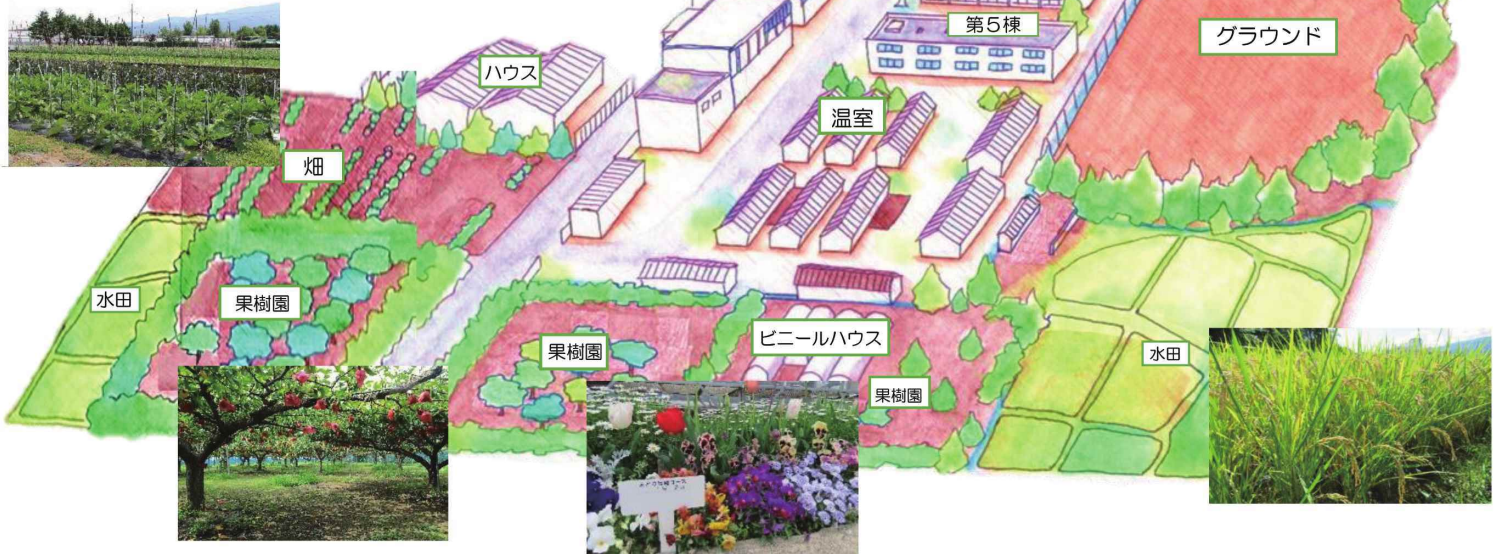 第5棟
グラウンド
ハウス
温室
畑
水田
果樹園
果樹園
ビニールハウス
水田
果樹園